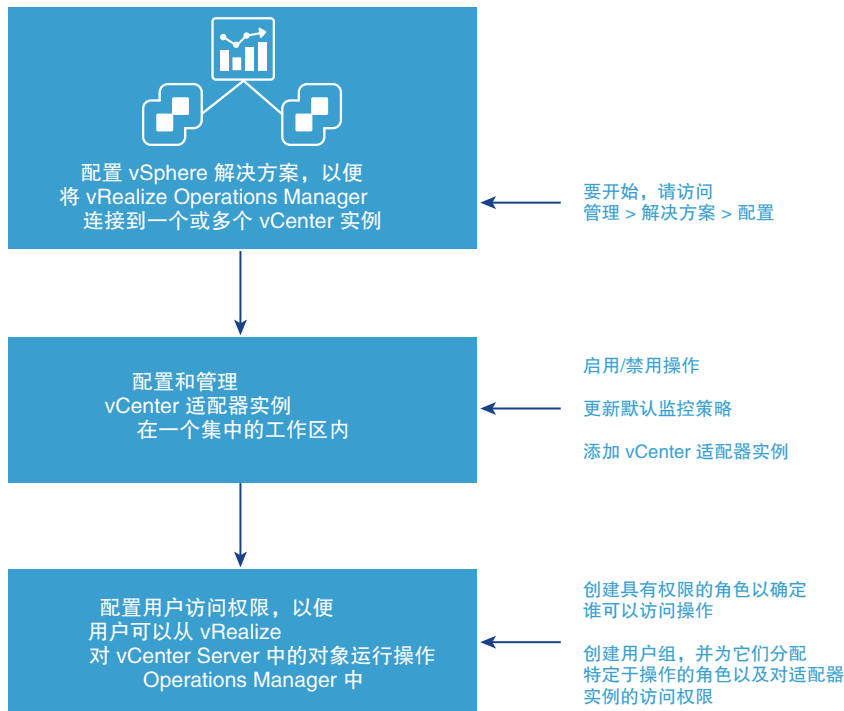 配置 vSphere 解决方案，以便
将 vRealize Operations Manager
连接到一个或多个 vCenter 实例
要开始，请访问
管理 > 解决方案 > 配置
配置和管理
vCenter 适配器实例
在一个集中的工作区内
启用/禁用操作
更新默认监控策略
添加 vCenter 适配器实例
配置用户访问权限，以便
用户可以从 vRealize
对 vCenter Server 中的对象运行操作
Operations Manager 中
创建具有权限的角色以确定
谁可以访问操作
创建用户组，并为它们分配
特定于操作的角色以及对适配器
实例的访问权限